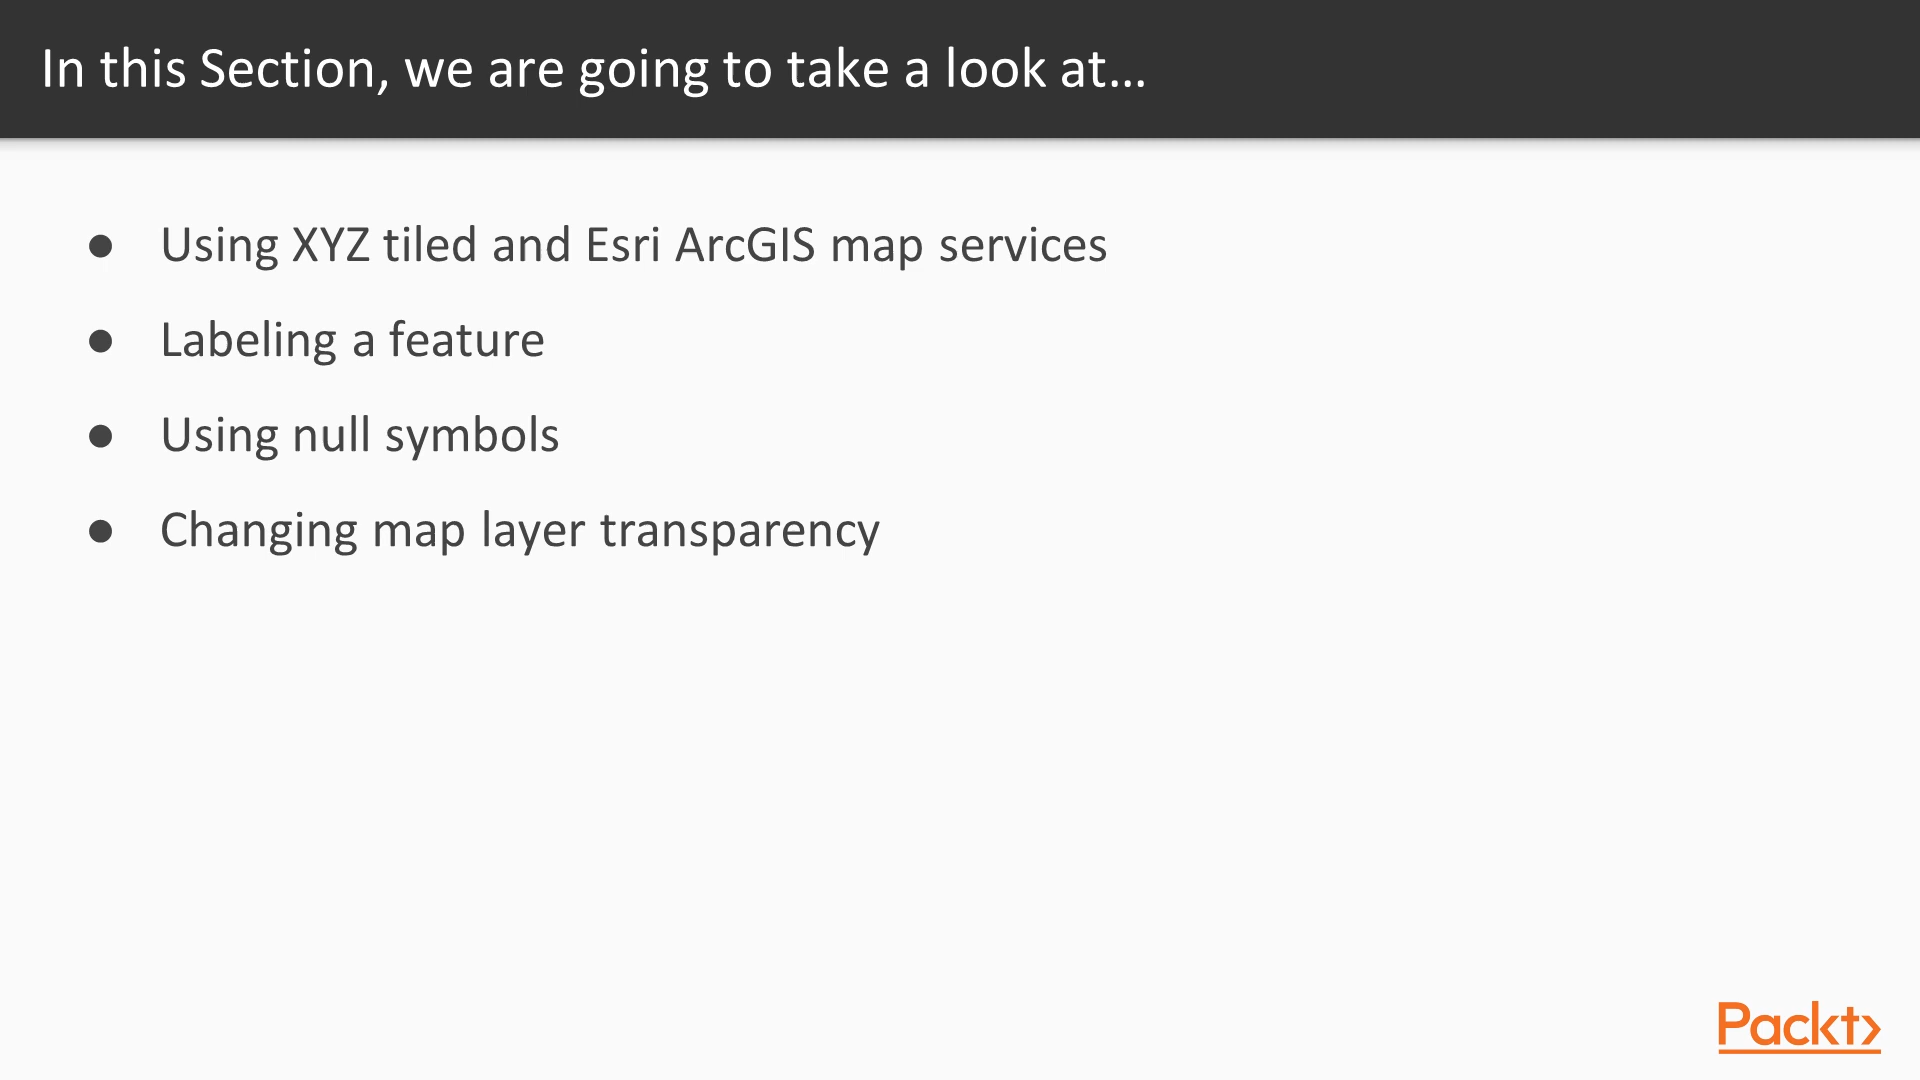 In this Section, we are going to take a look at...
● Using XYZ tiled and Esri ArcGIS map services
● Labeling a feature
● Using null symbols
● Changing map layer transparency
Packt>